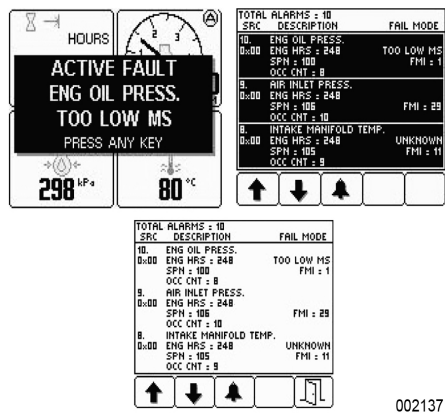 HOURS
2 3
ACTIVE FAULT
ENG OIL PRESS.
TOO LOW MS
PRESS ANY KEY
298 kPa
80 °C
TOTAL ALARMS : 10
SRC DESCRIPTION FAIL MODE
10. ENG OIL PRESS.
0x00 ENG HRS : 248 TOO LOW MS
SPN : 100 FMI : 1
OCC CNT : 8
9. AIR INLET PRESS.
0x00 ENG HRS : 248
SPN : 106 FMI : 29
OCC CNT : 10
8. INTAKE MANIFOLD TEMP.
0x00 ENG HRS : 248 UNKNOWN
SPN : 105 FMI : 11
OCC CNT : 9
TOTAL ALARMS : 10
SRC DESCRIPTION FAIL MODE
10. ENG OIL PRESS.
0x00 ENG HRS : 248 TOO LOW MS
SPN : 100 FMI : 1
OCC CNT : 8
9. AIR INLET PRESS.
0x00 ENG HRS : 248
SPN : 106 FMI : 29
OCC CNT : 10
8. INTAKE MANIFOLD TEMP.
0x00 ENG HRS : 248 UNKNOWN
SPN : 105 FMI : 11
OCC CNT : 9
002137